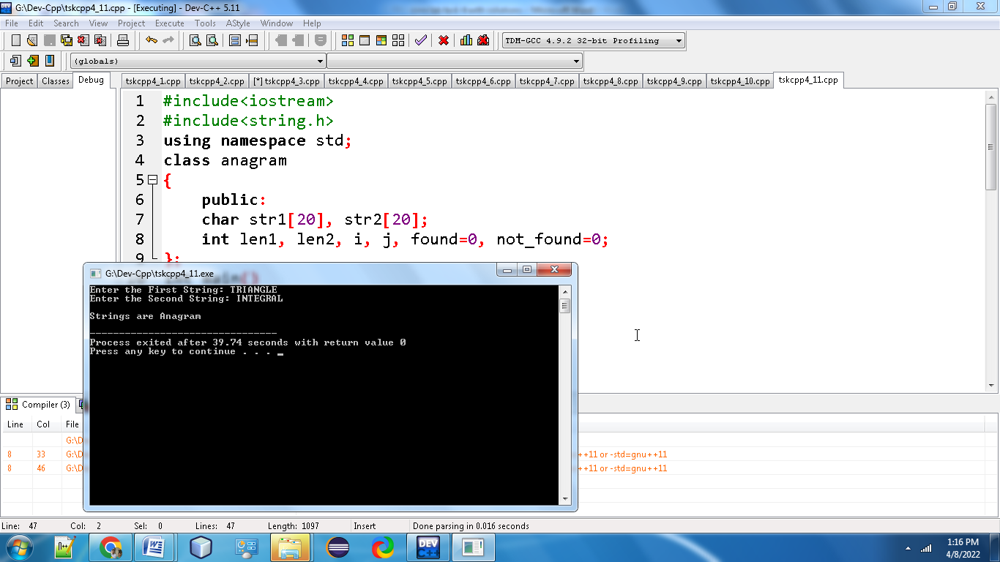 G:\Dev-Cpp\tskcpp4_11.cpp - [Executing] - Dev-C++ 5.11
File Edit Search View Project Execute Tools AStyle Window Help
TDM-GCC 4.9.2 32-bit Profiling
(globals)
Project Classes Debug tskcpp4_1.cpp tskcpp4_2.cpp [*] tskcpp4_3.cpp tskcpp4_4.cpp tskcpp4_5.cpp tskcpp4_6.cpp tskcpp4_7.cpp tskcpp4_8.cpp tskcpp4_9.cpp tskcpp4_10.cpp tskcpp4_11.cpp
1 #include<iostream>
2 #include<string.h>
3 using namespace std;
4 class anagram
5 {
6 public:
7 char str1[20], str2[20];
8 int len1, len2, i, j, found=0, not_found=0;
9 };
G:\Dev-Cpp\tskcpp4_11.exe
Enter the First String: TRIANGLE
Enter the Second String: INTEGRAL
Strings are Anagram
--------------------------------
Process exited after 39.74 seconds with return value 0
Press any key to continue . . . _
Compiler (3)
Line Col File
G:\D
8 33 G:\D ++11 or -std=gnu++11
8 46 G:\D ++11 or -std=gnu++11
Line: 47 Col: 2 Sel: 0 Lines: 47 Length: 1097 Insert Done parsing in 0.016 seconds
DEV C++
1:16 PM
4/8/2022